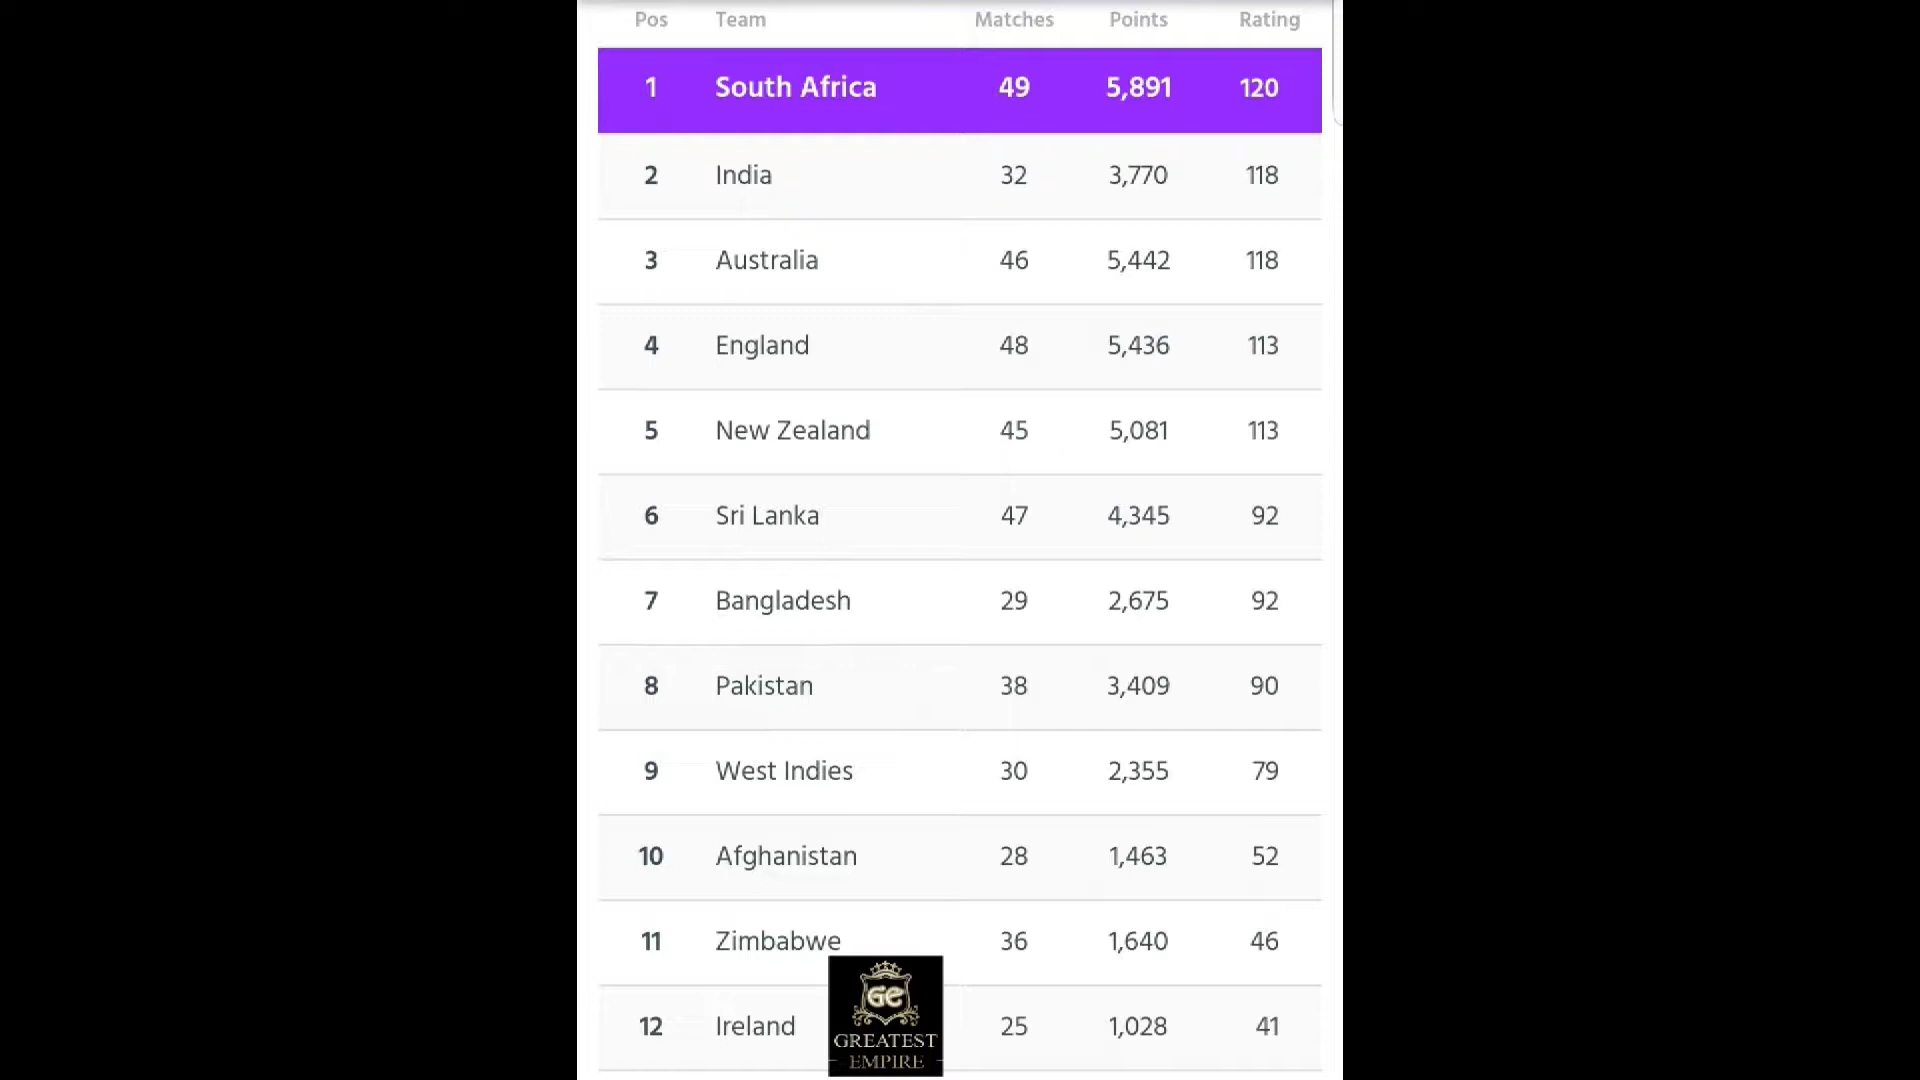 Pos Team Matches Points Rating
1 South Africa 49 5,891 120
2 India 32 3,770 118
3 Australia 46 5,442 118
4 England 48 5,436 113
5 New Zealand 45 5,081 113
6 Sri Lanka 47 4,345 92
7 Bangladesh 29 2,675 92
8 Pakistan 38 3,409 90
9 West Indies 30 2,355 79
10 Afghanistan 28 1,463 52
11 Zimbabwe 36 1,640 46
12 Ireland 25 1,028 41
GE
GREATEST
EMPIRE